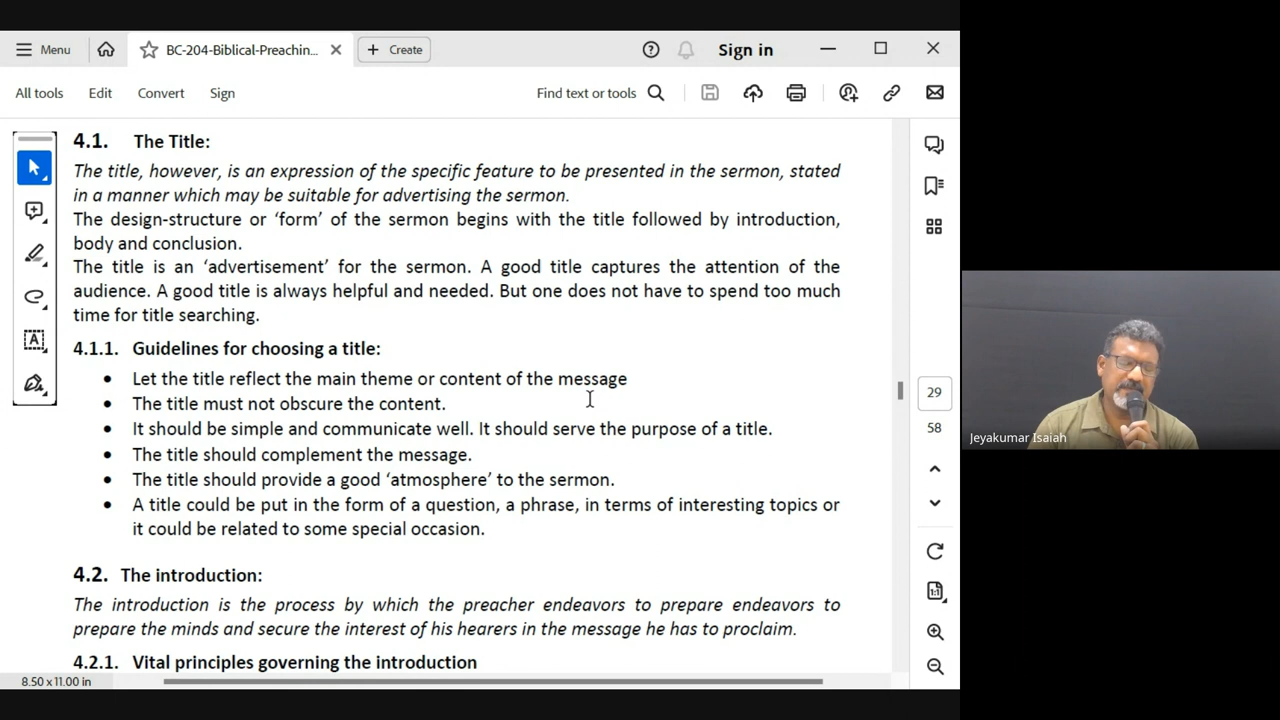 Menu
BC-204-Biblical-Preachin...
Create
Sign in
All tools
Edit
Convert
Sign
Find text or tools
4.1. The Title:
The title, however, is an expression of the specific feature to be presented in the sermon, stated
in a manner which may be suitable for advertising the sermon.
The design-structure or ‘form’ of the sermon begins with the title followed by introduction,
body and conclusion.
The title is an ‘advertisement’ for the sermon. A good title captures the attention of the
audience. A good title is always helpful and needed. But one does not have to spend too much
time for title searching.
4.1.1. Guidelines for choosing a title:
• Let the title reflect the main theme or content of the message
• The title must not obscure the content.
• It should be simple and communicate well. It should serve the purpose of a title.
• The title should complement the message.
• The title should provide a good ‘atmosphere’ to the sermon.
• A title could be put in the form of a question, a phrase, in terms of interesting topics or
it could be related to some special occasion.
4.2. The introduction:
The introduction is the process by which the preacher endeavors to prepare endeavors to
prepare the minds and secure the interest of his hearers in the message he has to proclaim.
4.2.1. Vital principles governing the introduction
8.50 x 11.00 in
29
58
1:1
Jeyakumar Isaiah